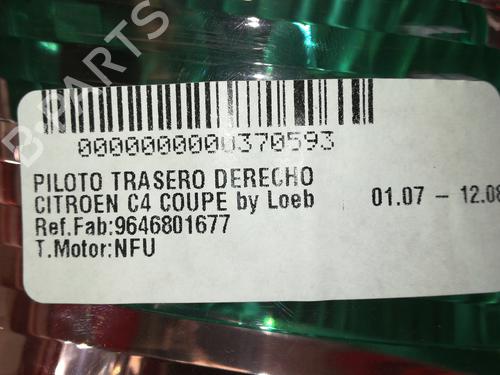 0000000000370593
PILOTO TRASERO DERECHO
CITROEN C4 COUPE by Loeb 01.07 - 12.08
Ref.Fab:9646801677
T.Motor:NFU
B-PARTS